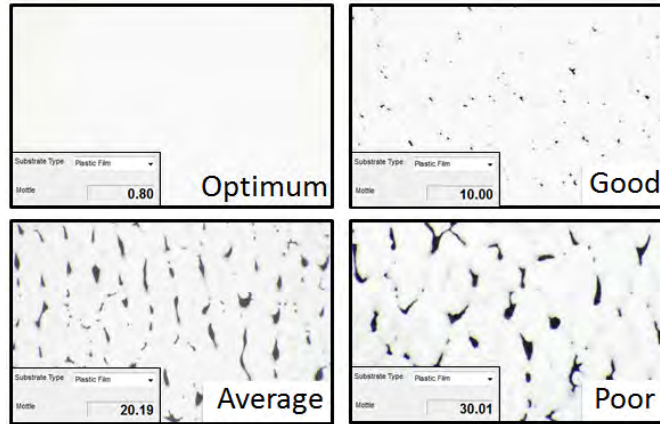 Substrate Type Plastic Film
Mottle 0.80
Optimum
Substrate Type Plastic Film
Mottle 10.00
Good
Substrate Type Plastic Film
Mottle 20.19
Average
Substrate Type Plastic Film
Mottle 30.01
Poor